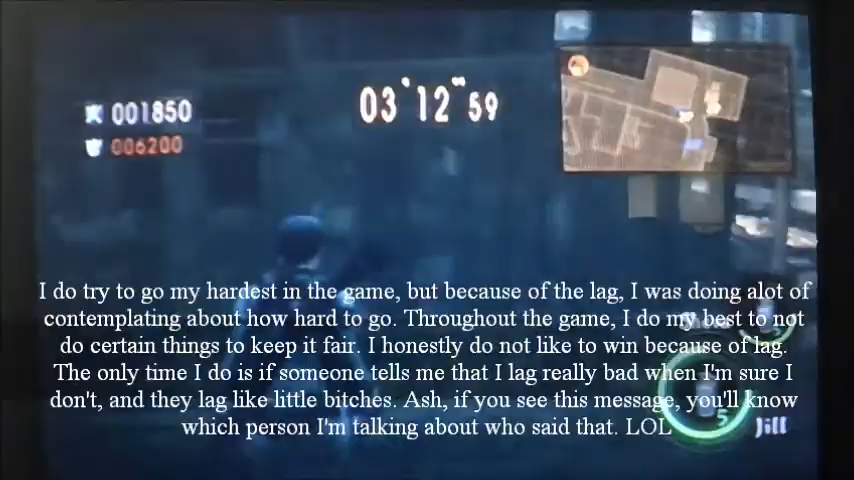 001850
03'12"59
006200
I do try to go my hardest in the game, but because of the lag, I was doing alot of
contemplating about how hard to go. Throughout the game, I do my best to not
do certain things to keep it fair. I honestly do not like to win because of lag.
The only time I do is if someone tells me that I lag really bad when I'm sure I
don't, and they lag like little bitches. Ash, if you see this message, you'll know
which person I'm talking about who said that. LOL
5
Jill